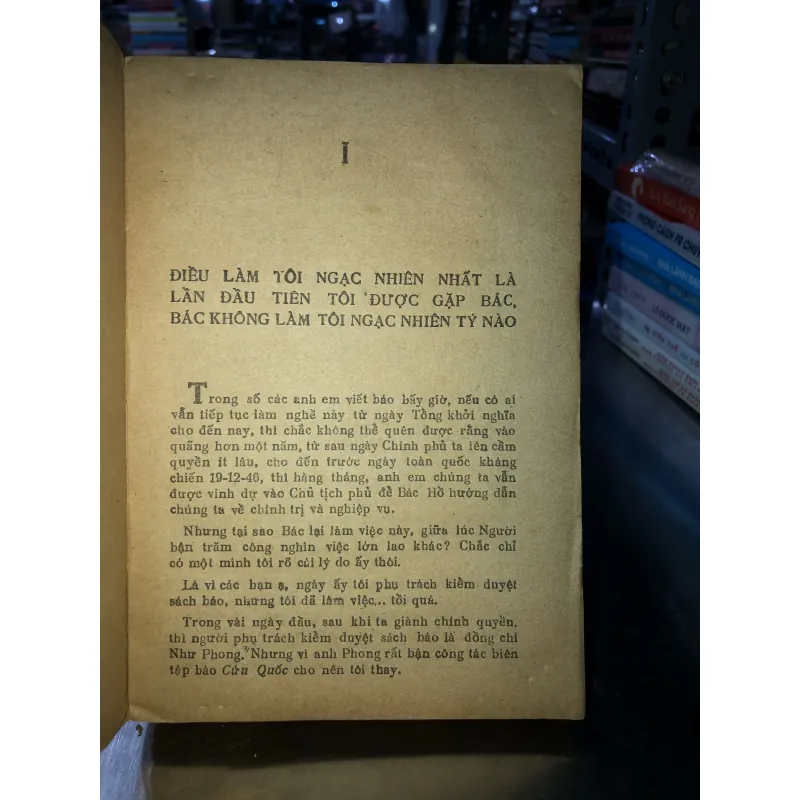 I
ĐIỀU LÀM TÔI NGẠC NHIÊN NHẤT LÀ
LẦN ĐẦU TIÊN TÔI ĐƯỢC GẶP BÁC,
BÁC KHÔNG LÀM TÔI NGẠC NHIÊN TÝ NÀO
Trong số các anh em viết báo bấy giờ, nếu có ai
vẫn tiếp tục làm nghề này từ ngày Tổng khởi nghĩa
cho đến nay, thì chắc không thể quên được rằng vào
quãng hơn một năm, từ sau ngày Chính phủ ta lên cầm
quyền ít lâu, cho đến trước ngày toàn quốc kháng
chiến 19-12-46, thì hàng tháng, anh em chúng ta vẫn
được vinh dự vào Chủ tịch phủ để Bác Hồ hướng dẫn
chúng ta về chính trị và nghiệp vụ.
Nhưng tại sao Bác lại làm việc này, giữa lúc Người
bận trăm công nghìn việc lớn lao khác? Chắc chỉ
có một mình tôi rõ cái lý do ấy thôi.
Là vì các bạn ạ, ngày ấy tôi phụ trách kiểm duyệt
sách báo, nhưng tôi đã làm việc... tồi quá.
Trong vài ngày đầu, sau khi ta giành chính quyền,
thì người phụ trách kiểm duyệt sách báo là đồng chí
Như Phong. Nhưng vì anh Phong rất bận công tác biên
tập báo Cứu Quốc cho nên tôi thay.
PHONG CÁCH PR CHUY